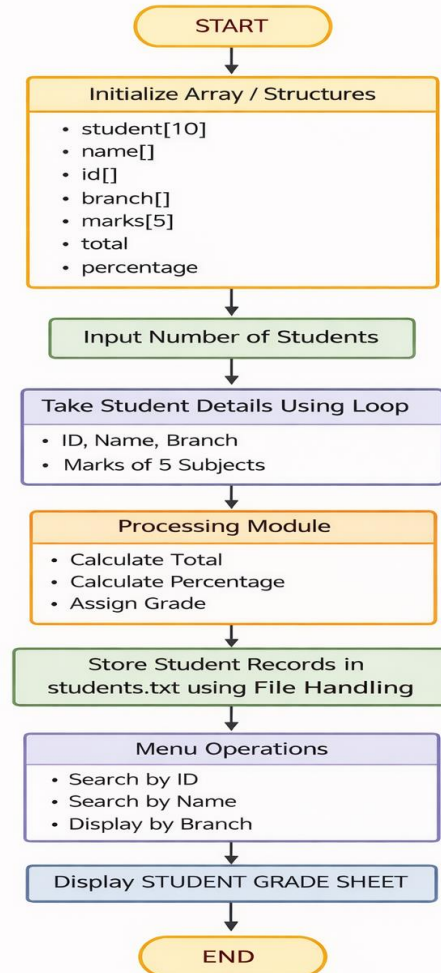 START
Initialize Array / Structures
• student[10]
• name[]
• id[]
• branch[]
• marks[5]
• total
• percentage
Input Number of Students
Take Student Details Using Loop
• ID, Name, Branch
• Marks of 5 Subjects
Processing Module
• Calculate Total
• Calculate Percentage
• Assign Grade
Store Student Records in
students.txt using File Handling
Menu Operations
• Search by ID
• Search by Name
• Display by Branch
Display STUDENT GRADE SHEET
END